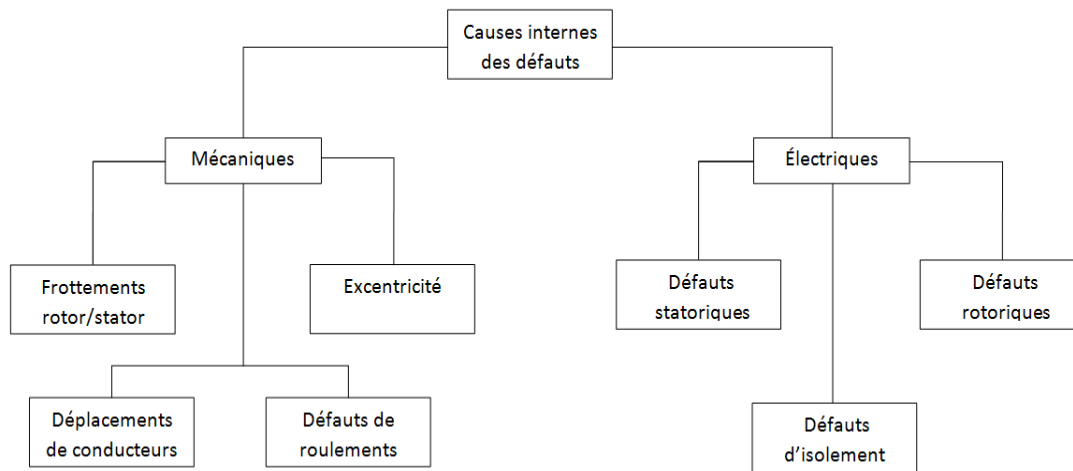 Causes internes
des défauts
Mécaniques
Électriques
Frottements
rotor/stator
Excentricité
Défauts
statoriques
Défauts
rotoriques
Déplacements
de conducteurs
Défauts de
roulements
Défauts
d’isolement